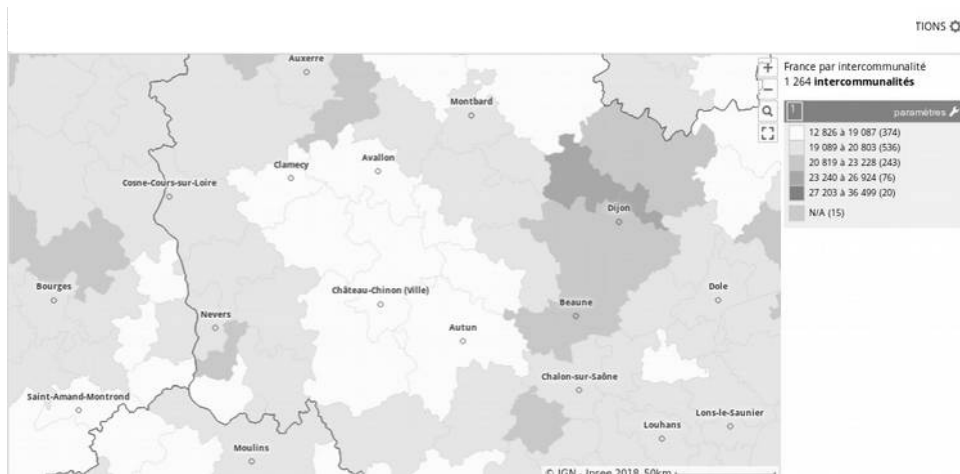 TIONS
France par intercommunalité
1 264 intercommunalités
1
paramètres
12 826 à 19 087 (374)
19 089 à 20 803 (536)
20 819 à 23 228 (243)
23 240 à 26 924 (76)
27 203 à 36 499 (20)
N/A (15)
Auxerre
Montbard
Clamecy
Avallon
Cosne-Cours-sur-Loire
Dijon
Bourges
Château-Chinon (Ville)
Dole
Nevers
Beaune
Autun
Chalon-sur-Saône
Saint-Amand-Montrond
Lons-le-Saunier
Louhans
Moulins
© IGN - Insee 2018 50km